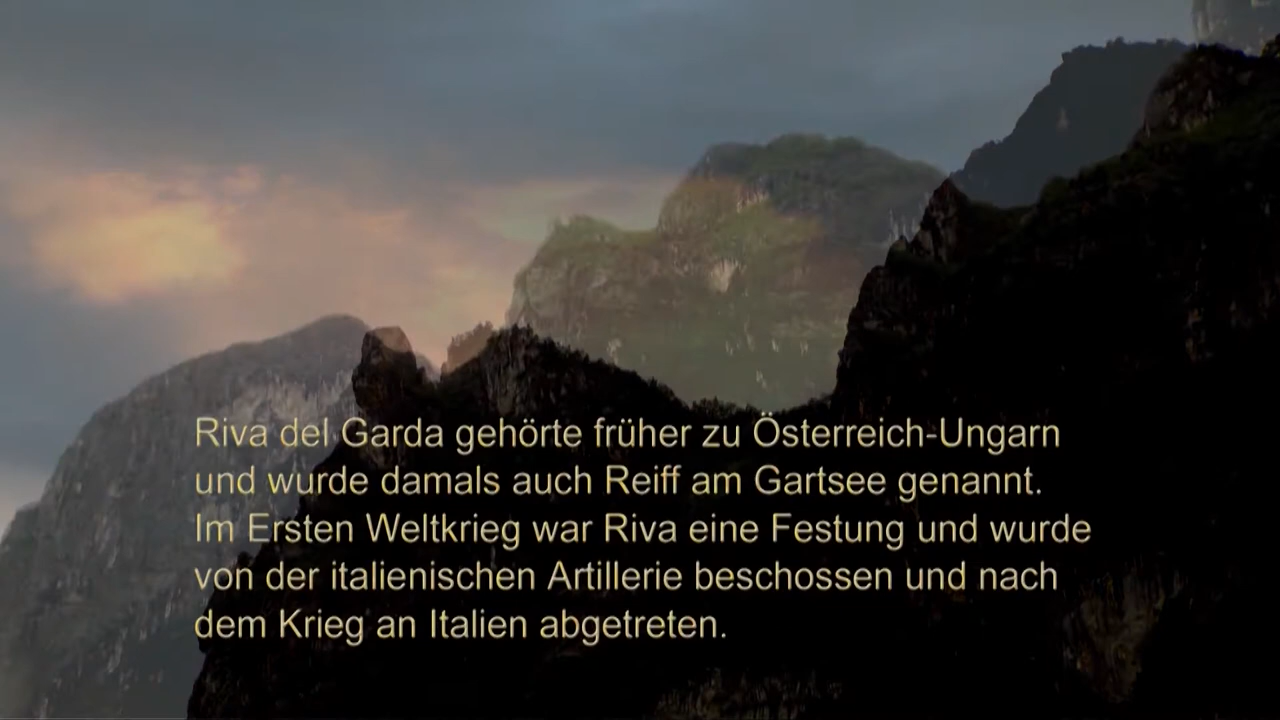 Riva del Garda gehörte früher zu Österreich-Ungarn
und wurde damals auch Reiff am Gartsee genannt.
Im Ersten Weltkrieg war Riva eine Festung und wurde
von der italienischen Artillerie beschossen und nach
dem Krieg an Italien abgetreten.